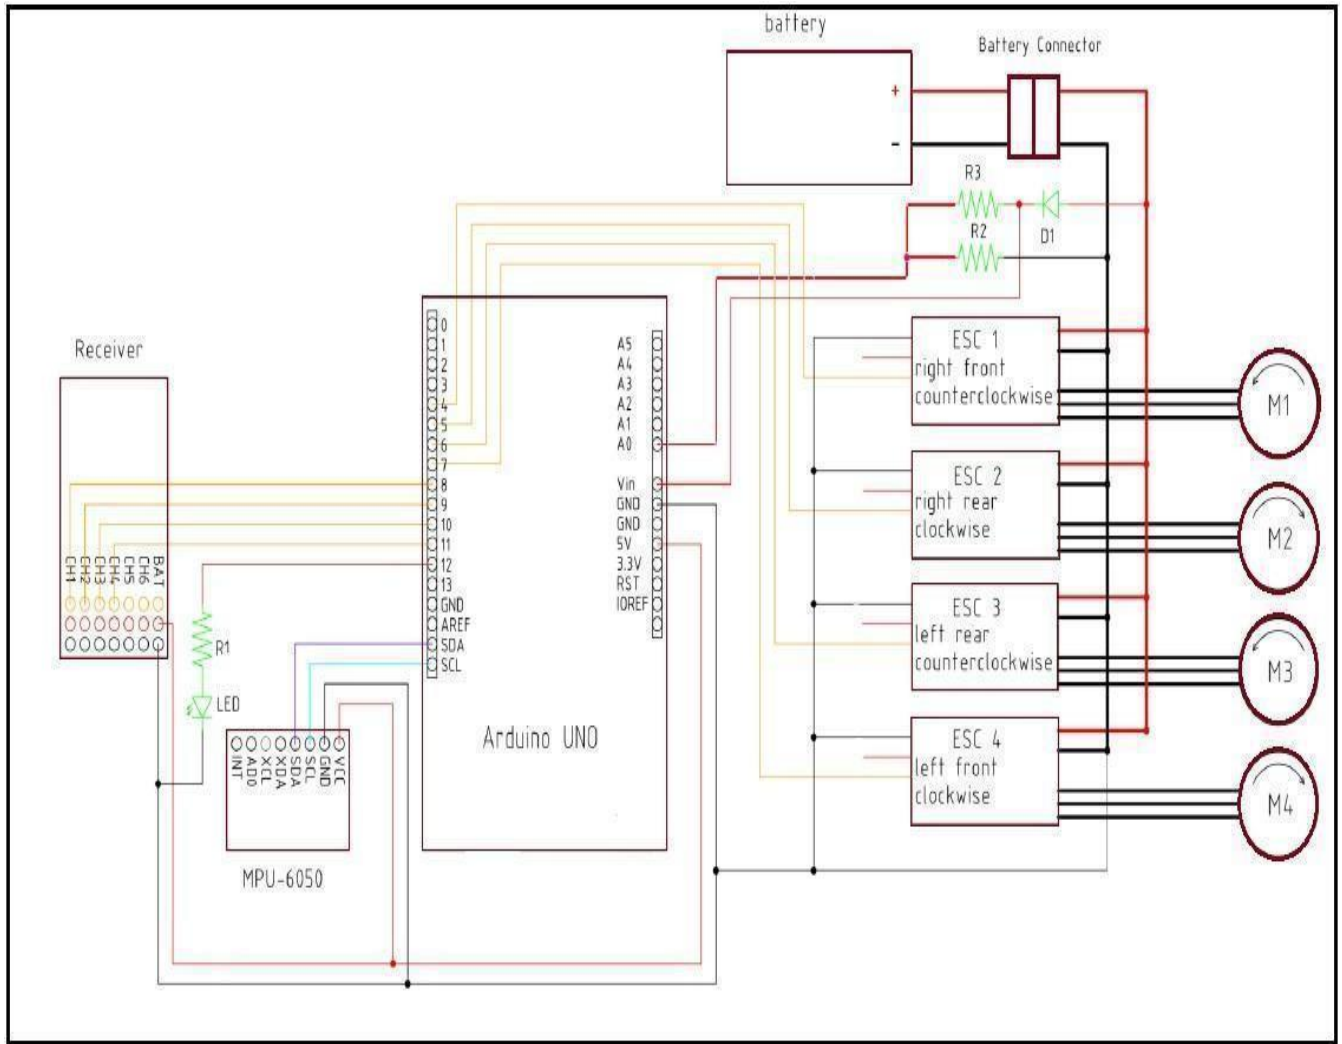 battery
Battery Connector
+
-
R3
R2
D1
Receiver
CH1
CH2
CH3
CH4
CH5
CH6
BAT
R1
LED
0
1
2
3
4
5
6
7
8
9
10
11
12
13
GND
AREF
SDA
SCL
A5
A4
A3
A2
A1
A0
Vin
GND
GND
5V
3.3V
RST
IOREF
Arduino UNO
INT
AD0
XCL
XDA
SDA
SCL
GND
VCC
MPU-6050
ESC 1
right front
counterclockwise
M1
ESC 2
right rear
clockwise
M2
ESC 3
left rear
counterclockwise
M3
ESC 4
left front
clockwise
M4